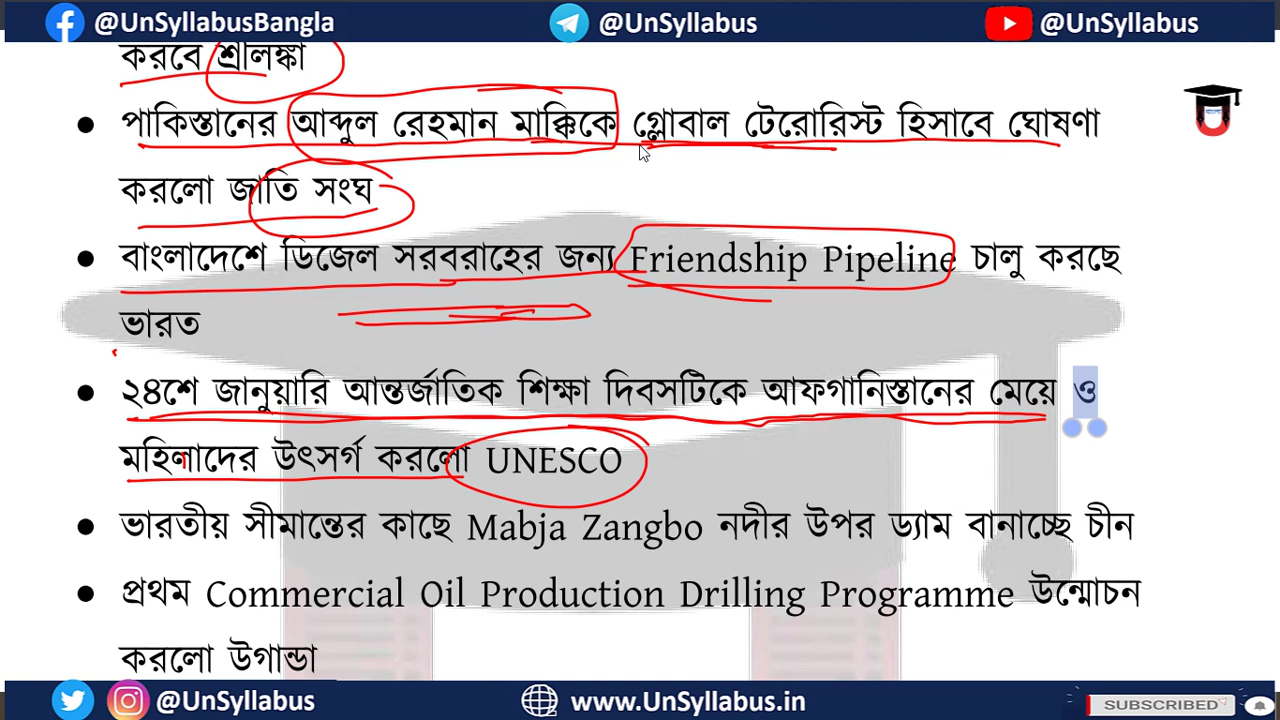 @UnSyllabusBangla @UnSyllabus @UnSyllabus
করবে শ্রীলঙ্কা
● পাকিস্তানের আব্দুল রেহমান মাক্কিকে গ্লোবাল টেরোরিস্ট হিসাবে ঘোষণা
করলো জাতি সংঘ
● বাংলাদেশে ডিজেল সরবরাহের জন্য Friendship Pipeline চালু করছে
ভারত
● ২৪শে জানুয়ারি আন্তর্জাতিক শিক্ষা দিবসটিকে আফগানিস্তানের মেয়ে ও
মহিলাদের উৎসর্গ করলো UNESCO
● ভারতীয় সীমান্তের কাছে Mabja Zangbo নদীর উপর ড্যাম বানাচ্ছে চীন
● প্রথম Commercial Oil Production Drilling Programme উন্মোচন
করলো উগান্ডা
@UnSyllabus www.UnSyllabus.in SUBSCRIBED